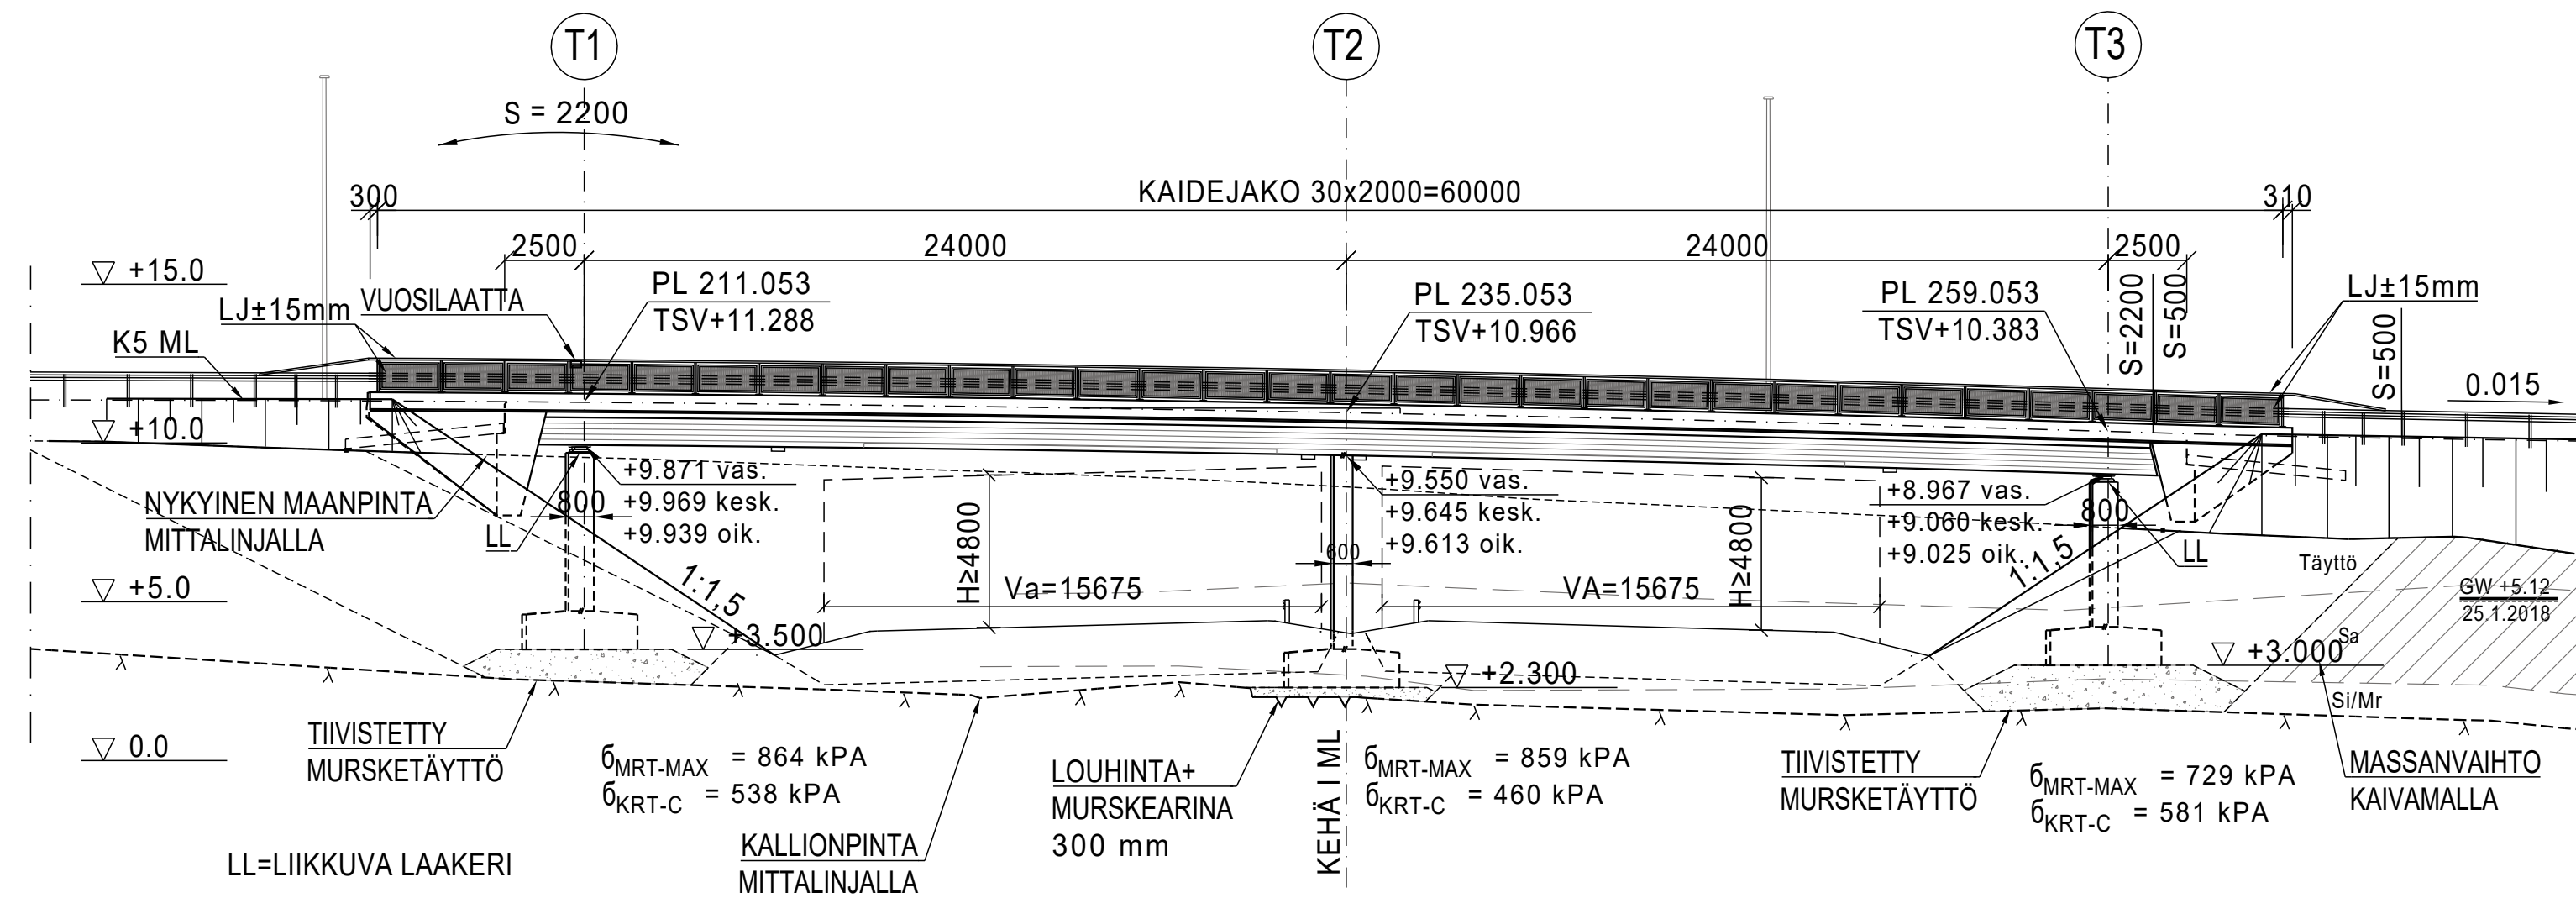 T1
T2
T3
S = 2200
300
KAIDEJAKO 30x2000=60000
310
2500
24000
24000
2500
+15.0
LJ±15mm
VUOSILAATTA
PL 211.053
TSV+11.288
PL 235.053
TSV+10.966
PL 259.053
TSV+10.383
S=2200
S=500
LJ±15mm
S=500
K5 ML
0.015
+10.0
NYKYINEN MAANPINTA
MITTALINJALLA
800
LL
+9.871 vas.
+9.969 kesk.
+9.939 oik.
H≥4800
600
+9.550 vas.
+9.645 kesk.
+9.613 oik.
H≥4800
+8.967 vas.
+9.060 kesk.
+9.025 oik.
800
LL
1:1,5
Va=15675
VA=15675
1:1,5
Täyttö
GW +5.12
25.1.2018
+5.0
+3.500
+2.300
+3.000
Sa
Si/Mr
0.0
TIIVISTETTY
MURSKETÄYTTÖ
б MRT-MAX = 864 kPA
б KRT-C = 538 kPA
KALLIONPINTA
MITTALINJALLA
LOUHINTA+
MURSKEARINA
300 mm
KEHÄ I ML
б MRT-MAX = 859 kPA
б KRT-C = 460 kPA
TIIVISTETTY
MURSKETÄYTTÖ
б MRT-MAX = 729 kPA
б KRT-C = 581 kPA
MASSANVAIHTO
KAIVAMALLA
LL=LIIKKUVA LAAKERI